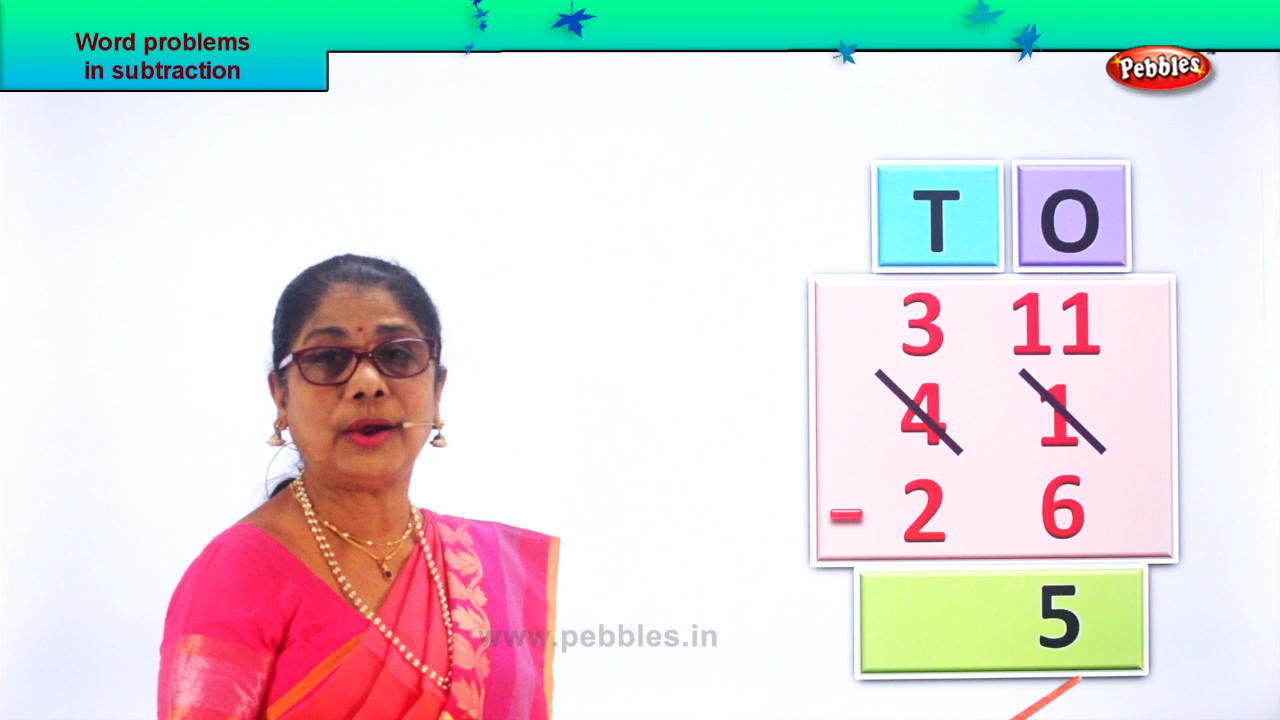 Word problems
in subtraction
Pebbles
T O
3 11
4 1
- 2 6
5
www.pebbles.in